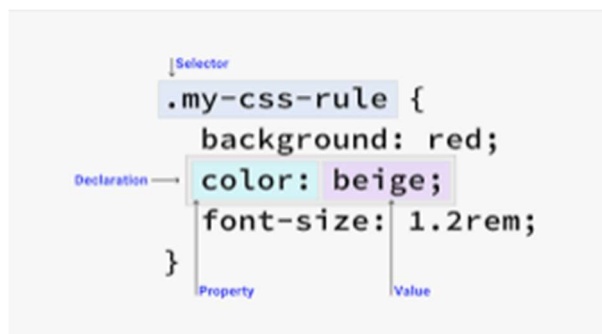 Selector
.my-css-rule {
background: red;
Declaration color: beige;
font-size: 1.2rem;
}
Property Value